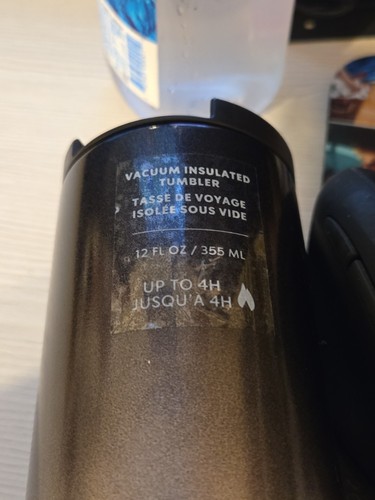 VACUUM INSULATED
TUMBLER
TASSE DE VOYAGE
ISOLÉE SOUS VIDE
12 FL OZ / 355 ML
UP TO 4H
JUSQU'A 4H